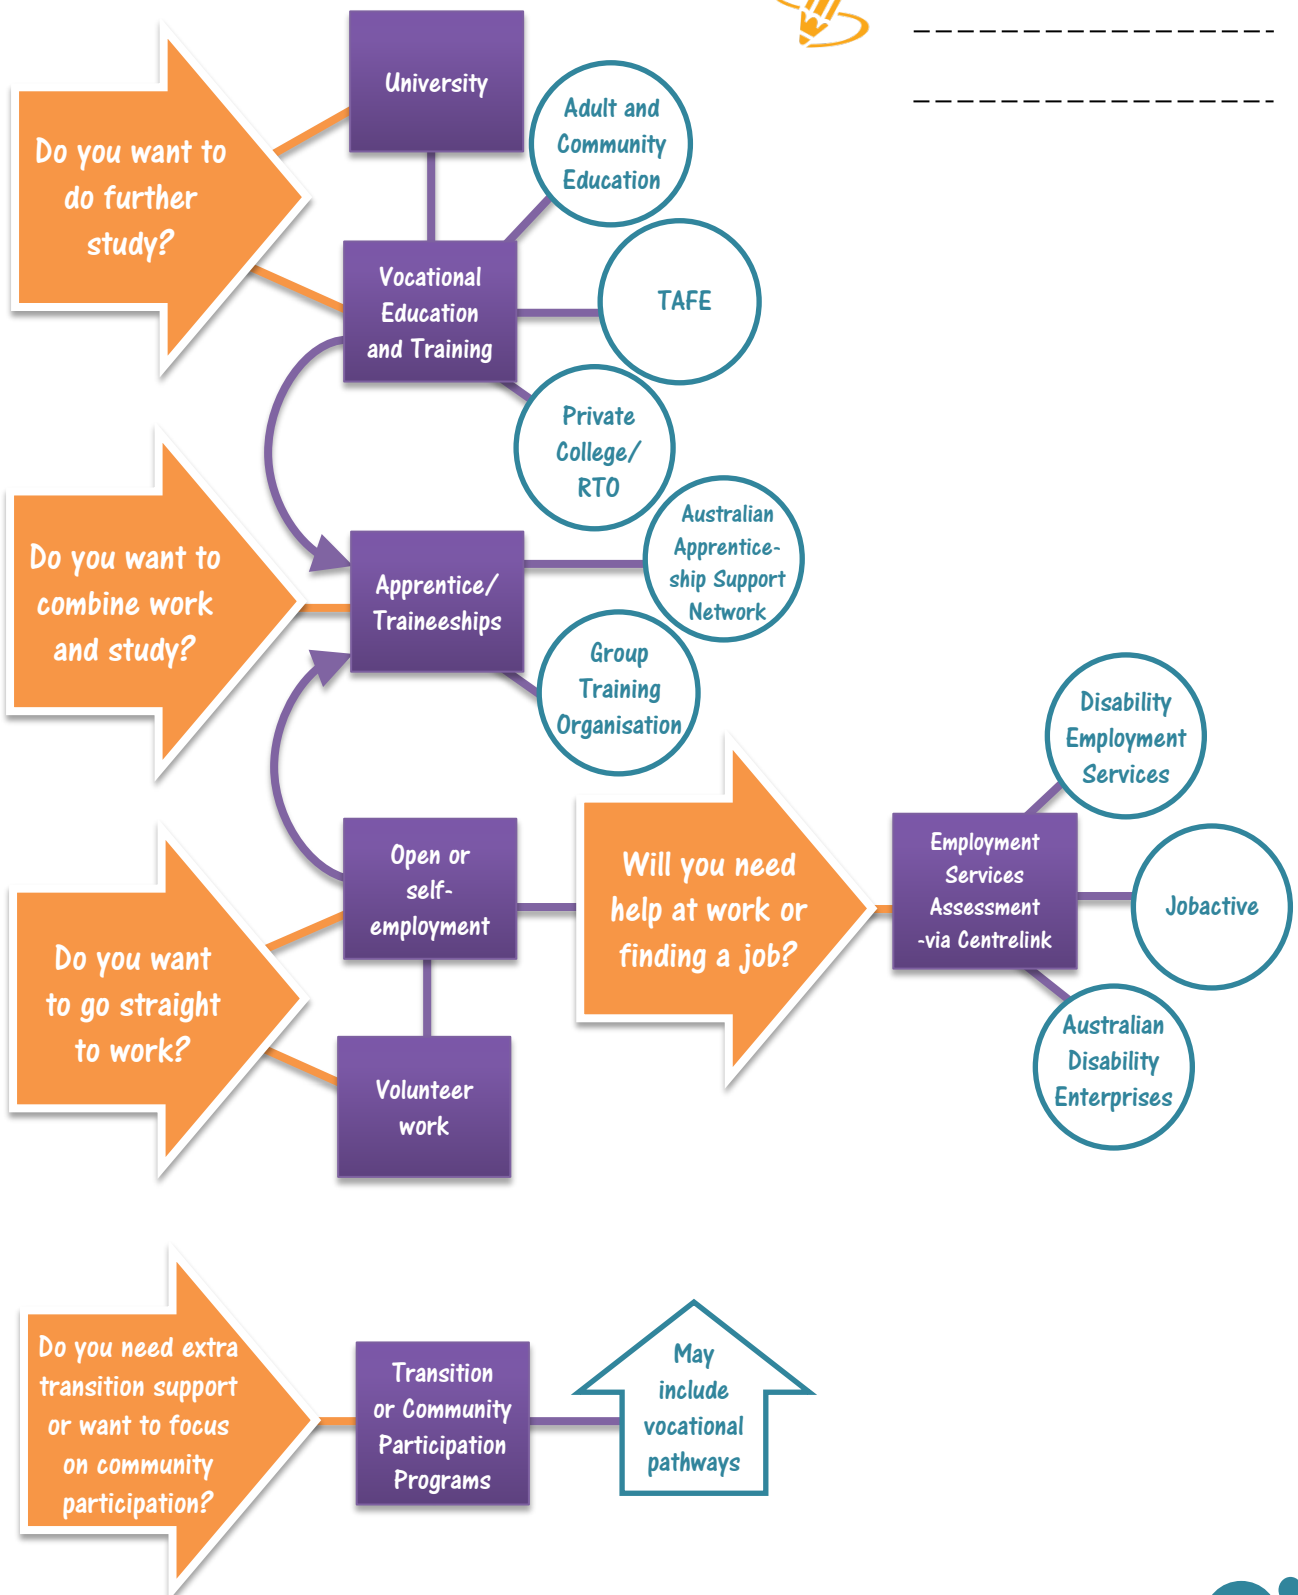 Do you want to
do further
study?
University
Adult and
Community
Education
Vocational
Education
and Training
TAFE
Private
College/
RTO
Do you want to
combine work
and study?
Apprentice/
Traineeships
Australian
Apprentice-
ship Support
Network
Group
Training
Organisation
Do you want
to go straight
to work?
Open or
self-
employment
Volunteer
work
Will you need
help at work or
finding a job?
Employment
Services
Assessment
-via Centrelink
Disability
Employment
Services
Jobactive
Australian
Disability
Enterprises
Do you need extra
transition support
or want to focus
on community
participation?
Transition
or Community
Participation
Programs
May
include
vocational
pathways